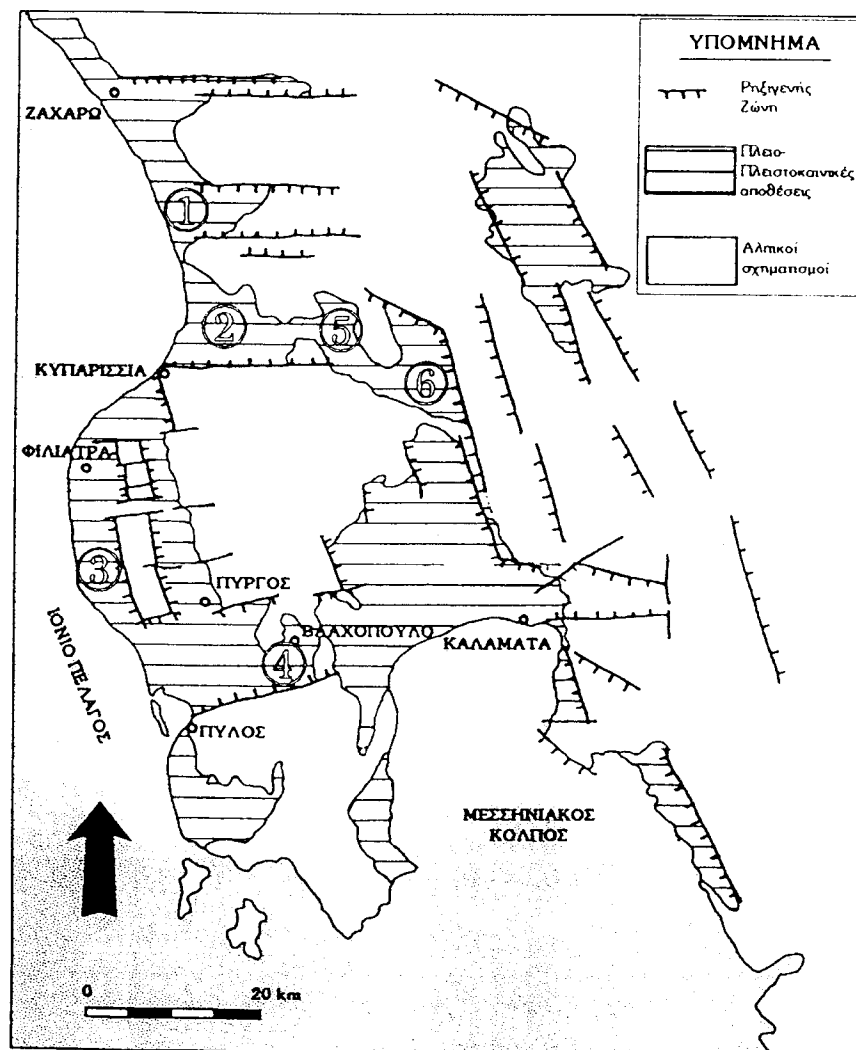 ΥΠΟΜΝΗΜΑ
Ρηξιγενής
Ζώνη
Πλειο-
Πλειστοκαινικές
αποθέσεις
Αλπικοί
σχηματισμοί
ΖΑΧΑΡΩ
1
2
5
ΚΥΠΑΡΙΣΣΙΑ
6
ΦΙΛΙΑΤΡΑ
3
ΠΥΡΓΟΣ
ΒΛΑΧΟΠΟΥΛΟ
ΚΑΛΑΜΑΤΑ
4
ΙΟΝΙΟ ΠΕΛΑΓΟΣ
ΠΥΛΟΣ
ΜΕΣΣΗΝΙΑΚΟΣ
ΚΟΛΠΟΣ
0 20 km